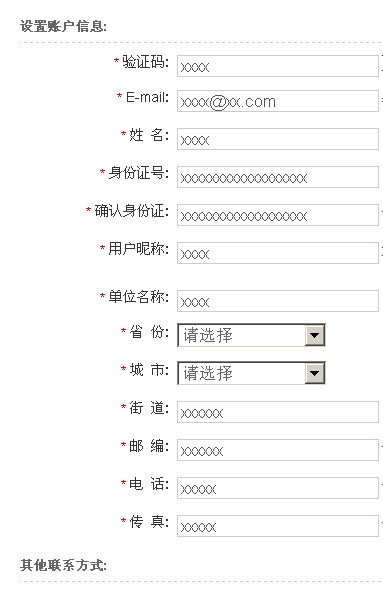 设置账户信息:
*验证码: xxxx
*E-mail: xxxx@xx.com
*姓 名: xxxx
*身份证号: xxxxxxxxxxxxxxxxx
*确认身份证: xxxxxxxxxxxxxxxxx
*用户昵称: xxxx
*单位名称: xxxx
*省 份: 请选择
*城 市: 请选择
*街 道: xxxxxx
*邮 编: xxxxxx
*电 话: xxxxx
*传 真: xxxxx
其他联系方式: